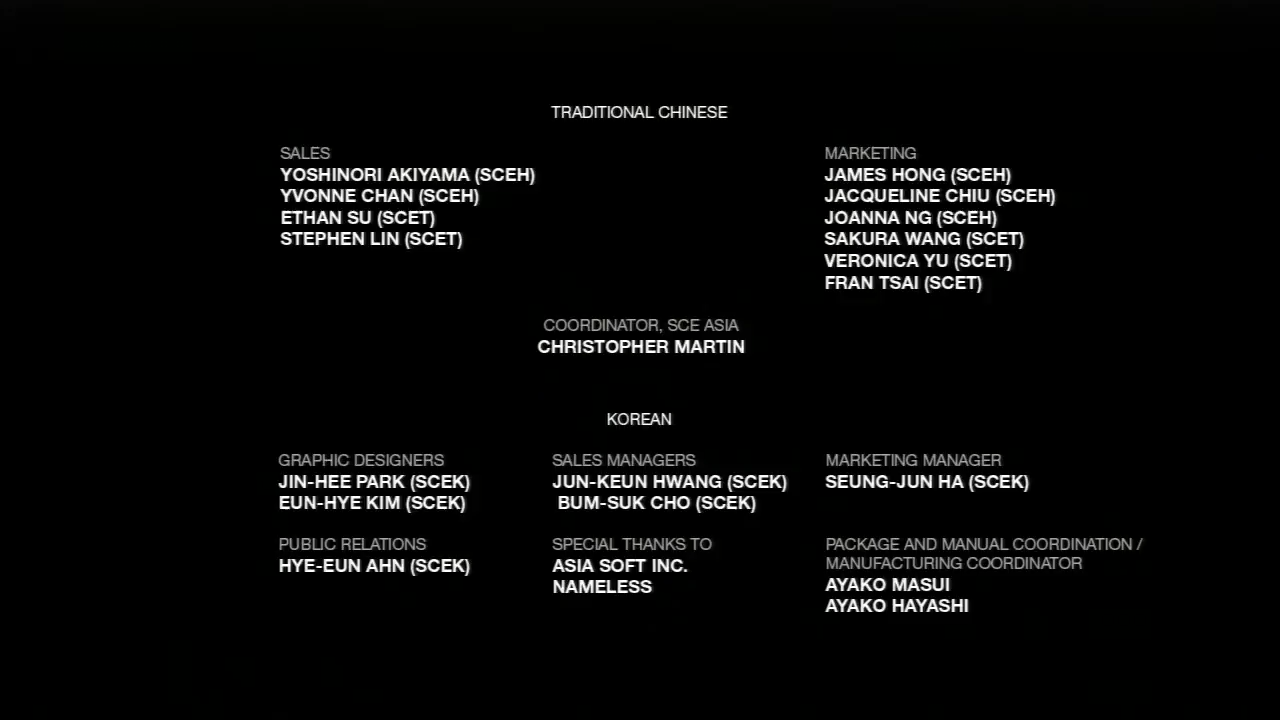 TRADITIONAL CHINESE
SALES
YOSHINORI AKIYAMA (SCEH)
YVONNE CHAN (SCEH)
ETHAN SU (SCET)
STEPHEN LIN (SCET)
MARKETING
JAMES HONG (SCEH)
JACQUELINE CHIU (SCEH)
JOANNA NG (SCEH)
SAKURA WANG (SCET)
VERONICA YU (SCET)
FRAN TSAI (SCET)
COORDINATOR, SCE ASIA
CHRISTOPHER MARTIN
KOREAN
GRAPHIC DESIGNERS
JIN-HEE PARK (SCEK)
EUN-HYE KIM (SCEK)
SALES MANAGERS
JUN-KEUN HWANG (SCEK)
BUM-SUK CHO (SCEK)
MARKETING MANAGER
SEUNG-JUN HA (SCEK)
PUBLIC RELATIONS
HYE-EUN AHN (SCEK)
SPECIAL THANKS TO
ASIA SOFT INC.
NAMELESS
PACKAGE AND MANUAL COORDINATION /
MANUFACTURING COORDINATOR
AYAKO MASUI
AYAKO HAYASHI